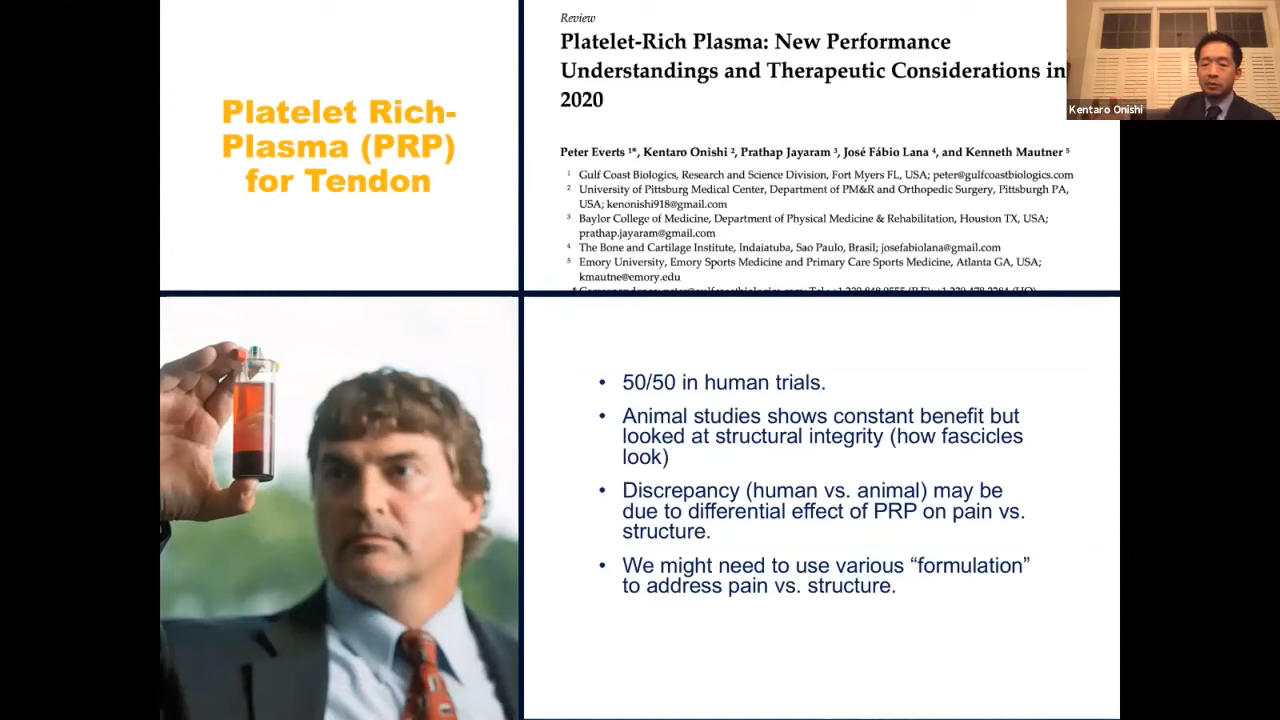 Platelet Rich-
Plasma (PRP)
for Tendon
Review
Platelet-Rich Plasma: New Performance
Understandings and Therapeutic Considerations in
2020
Peter Everts ¹*, Kentaro Onishi ², Prathap Jayaram ³, José Fábio Lana ⁴, and Kenneth Mautner ⁵
¹ Gulf Coast Biologics, Research and Science Division, Fort Myers FL, USA; peter@gulfcoastbiologics.com
² University of Pittsburg Medical Center, Department of PM&R and Orthopedic Surgery, Pittsburgh PA,
USA; kenonishi918@gmail.com
³ Baylor College of Medicine, Department of Physical Medicine & Rehabilitation, Houston TX, USA;
prathap.jayaram@gmail.com
⁴ The Bone and Cartilage Institute, Indaiatuba, Sao Paulo, Brasil; josefabiolana@gmail.com
⁵ Emory University, Emory Sports Medicine and Primary Care Sports Medicine, Atlanta GA, USA;
kmautne@emory.edu
Kentaro Onishi
• 50/50 in human trials.
• Animal studies shows constant benefit but
looked at structural integrity (how fascicles
look)
• Discrepancy (human vs. animal) may be
due to differential effect of PRP on pain vs.
structure.
• We might need to use various “formulation”
to address pain vs. structure.